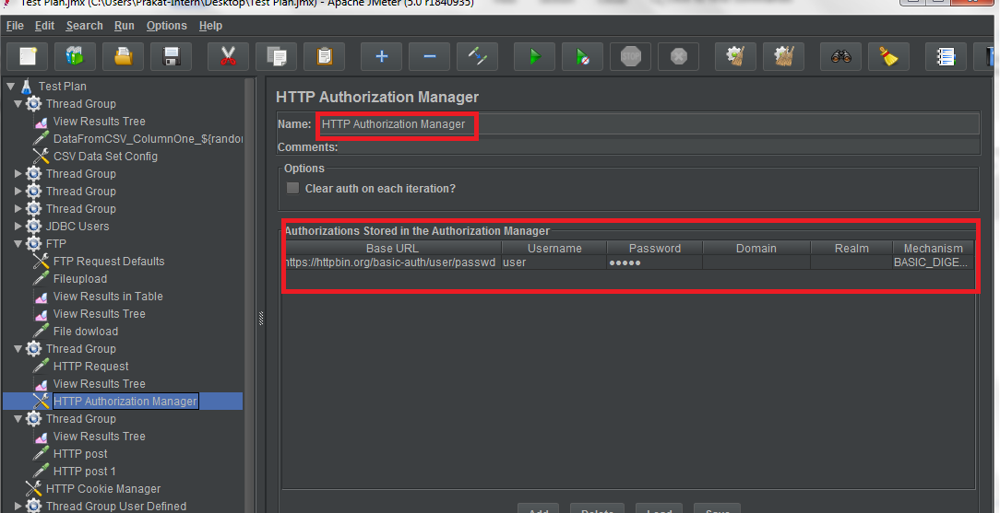 Test Plan.jmx (C:\Users\Prakat-Intern\Desktop\Test Plan.jmx) - Apache JMeter (5.0 r1840935)
File Edit Search Run Options Help
Test Plan
Thread Group
View Results Tree
DataFromCSV_ColumnOne_${randor
CSV Data Set Config
Thread Group
Thread Group
Thread Group
JDBC Users
FTP
FTP Request Defaults
Fileupload
View Results in Table
View Results Tree
File dowload
Thread Group
HTTP Request
View Results Tree
HTTP Authorization Manager
Thread Group
View Results Tree
HTTP post
HTTP post 1
HTTP Cookie Manager
Thread Group User Defined
HTTP Authorization Manager
Name: HTTP Authorization Manager
Comments:
Options
Clear auth on each iteration?
Authorizations Stored in the Authorization Manager
Base URL Username Password Domain Realm Mechanism
https://httpbin.org/basic-auth/user/passwd user ●●●●● BASIC_DIGE...
Add Delete Load Save